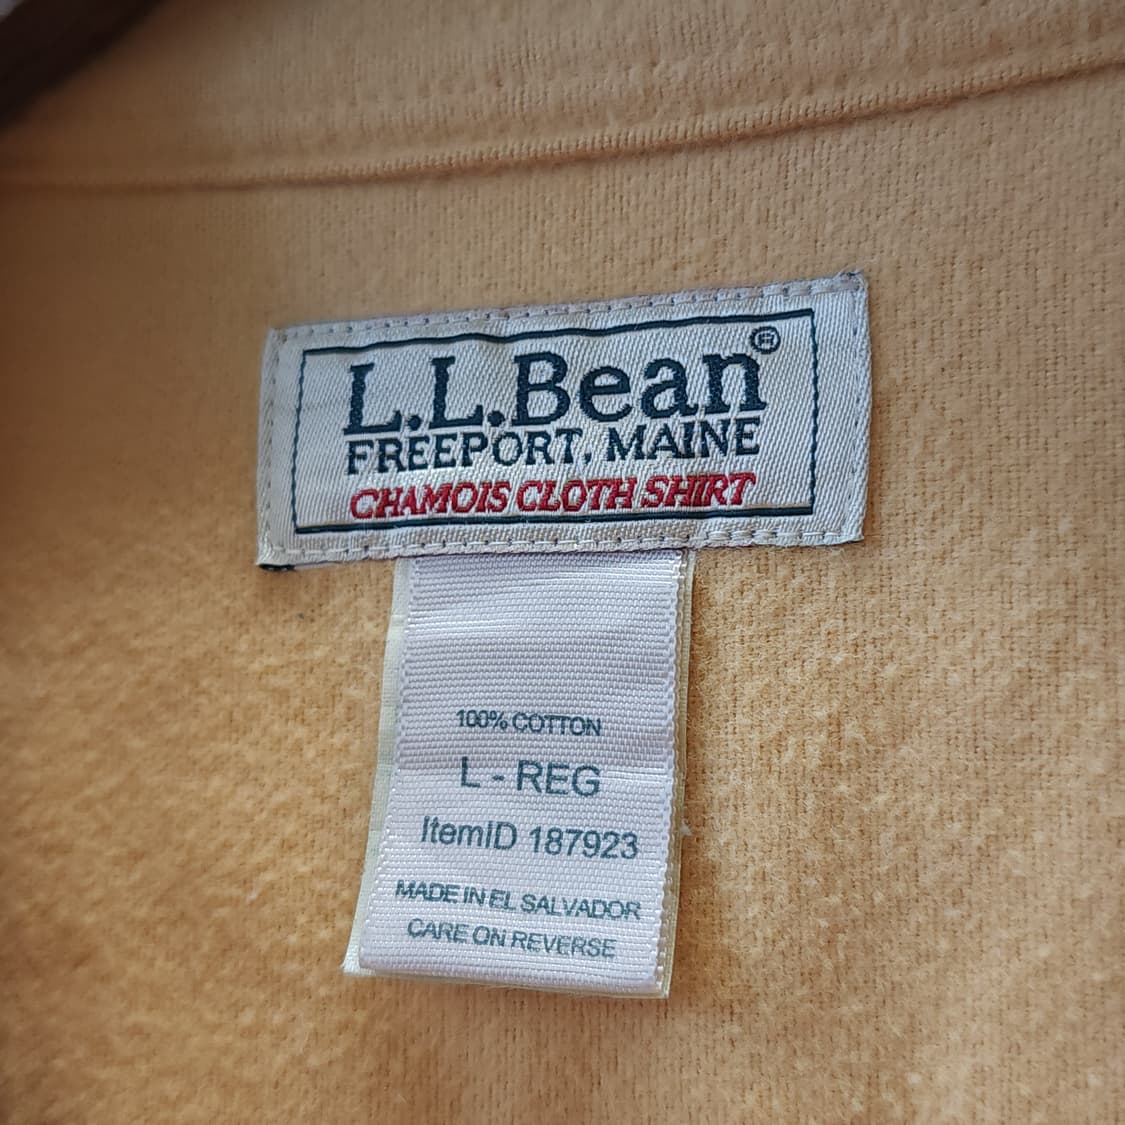 L.L.Bean®
FREEPORT, MAINE
CHAMOIS CLOTH SHIRT
100% COTTON
L - REG
ItemID 187923
MADE IN EL SALVADOR
CARE ON REVERSE